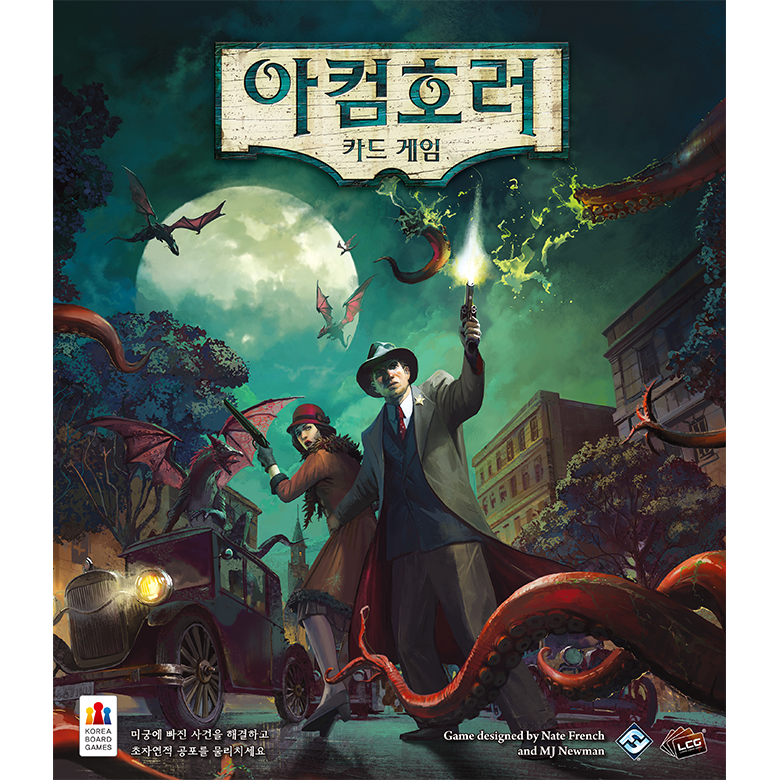 아컴호러
카드 게임
KOREA
BOARD
GAMES
미궁에 빠진 사건을 해결하고
초자연적 공포를 물리치세요
Game designed by Nate French
and MJ Newman
LCG